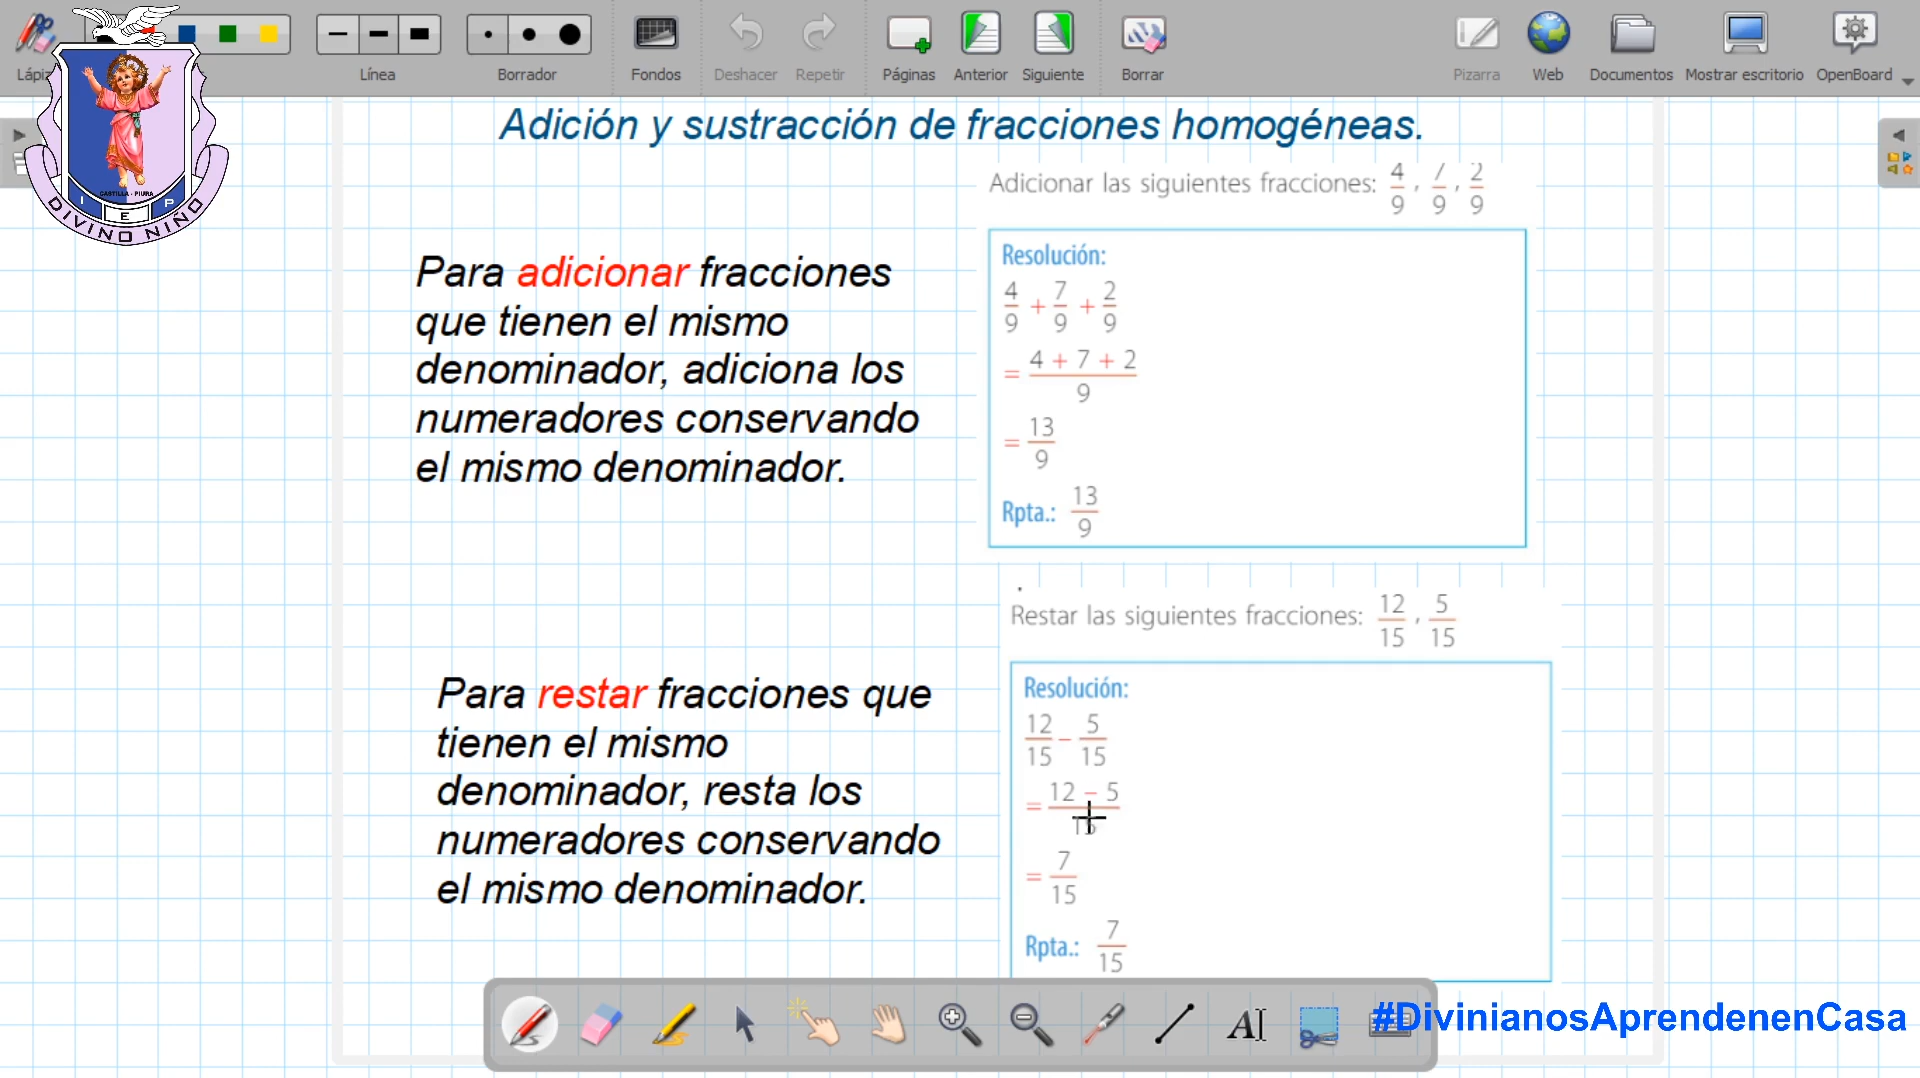 Lápiz
Línea
Borrador
Fondos
Deshacer
Repetir
Páginas
Anterior
Siguiente
Borrar
Pizarra
Web
Documentos
Mostrar escritorio
OpenBoard
CASTILLA - PIURA
I E P
DIVINO NIÑO
Adición y sustracción de fracciones homogéneas.
Para adicionar fracciones
que tienen el mismo
denominador, adiciona los
numeradores conservando
el mismo denominador.
Adicionar las siguientes fracciones: 4/9 , 7/9 , 2/9
Resolución:
4/9 + 7/9 + 2/9
= 4 + 7 + 2 / 9
= 13/9
Rpta.: 13/9
Para restar fracciones que
tienen el mismo
denominador, resta los
numeradores conservando
el mismo denominador.
Restar las siguientes fracciones: 12/15 , 5/15
Resolución:
12/15 – 5/15
= 12 – 5 / 15
= 7/15
Rpta.: 7/15
#DivinianosAprendenenCasa